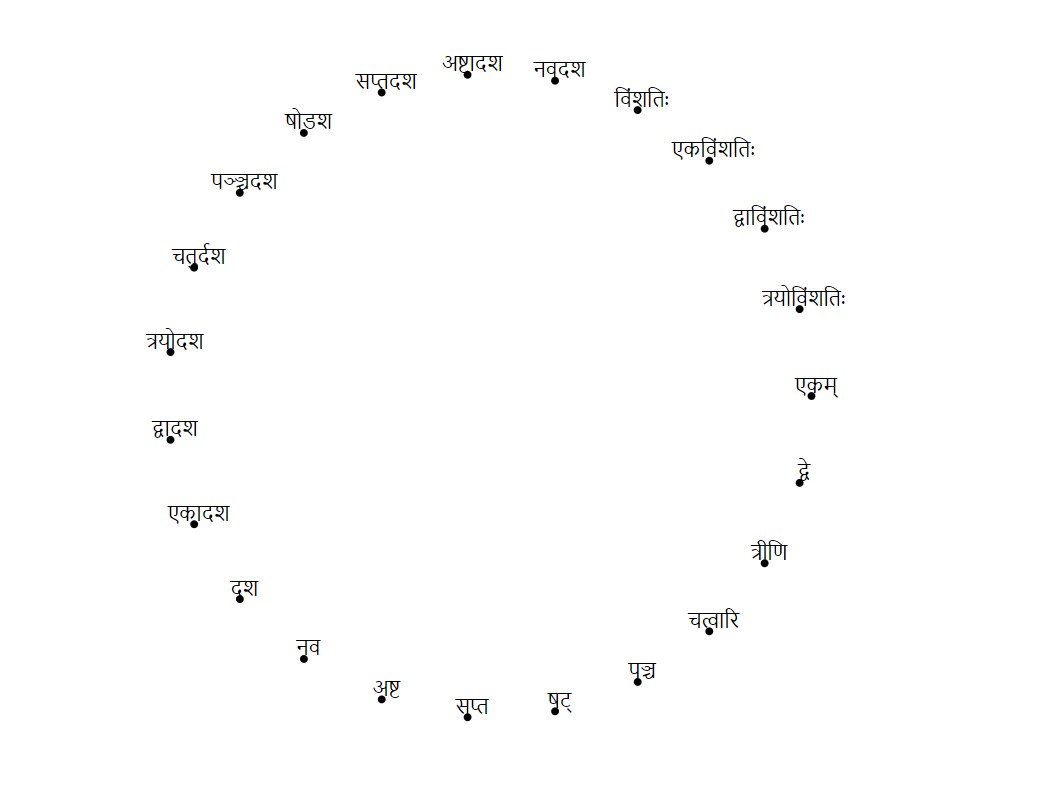 एकम्
द्वे
त्रीणि
चत्वारि
पञ्च
षट्
सप्त
अष्ट
नव
दश
एकादश
द्वादश
त्रयोदश
चतुर्दश
पञ्ञ्चदश
षोडश
सप्तदश
अष्टादश
नवदश
विंशतिः
एकविंशतिः
द्वाविंशतिः
त्रयोविंशतिः